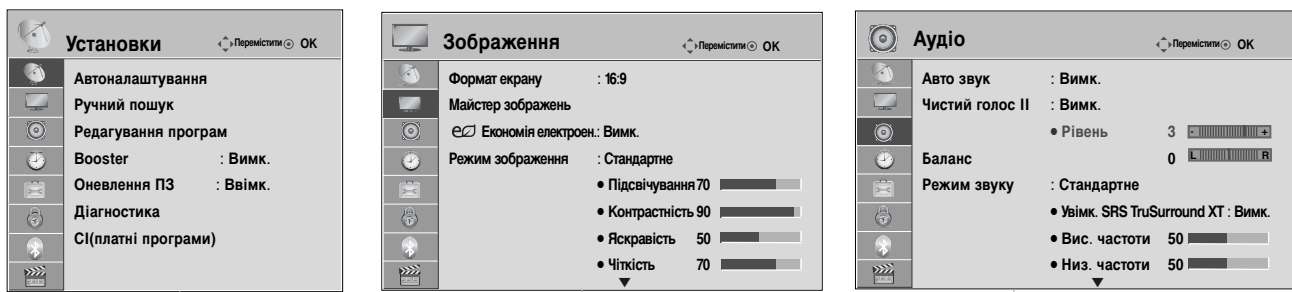 Установки Перемістити OK
Автоналаштування
Ручний пошук
Редагування програм
Booster : Вимк.
Оневлення ПЗ : Ввімк.
Діагностика
CI(платні програми)
Зображення Перемістити OK
Формат екрану : 16:9
Майстер зображень
Економія електроен.: Вимк.
Режим зображення : Стандартне
• Підсвічування 70
• Контрастність 90
• Яскравість 50
• Чіткість 70
Аудіо Перемістити OK
Авто звук : Вимк.
Чистий голос II : Вимк.
• Рівень 3 - +
Баланс 0 L R
Режим звуку : Стандартне
• Увімк. SRS TruSurround XT : Вимк.
• Вис. частоти 50
• Низ. частоти 50